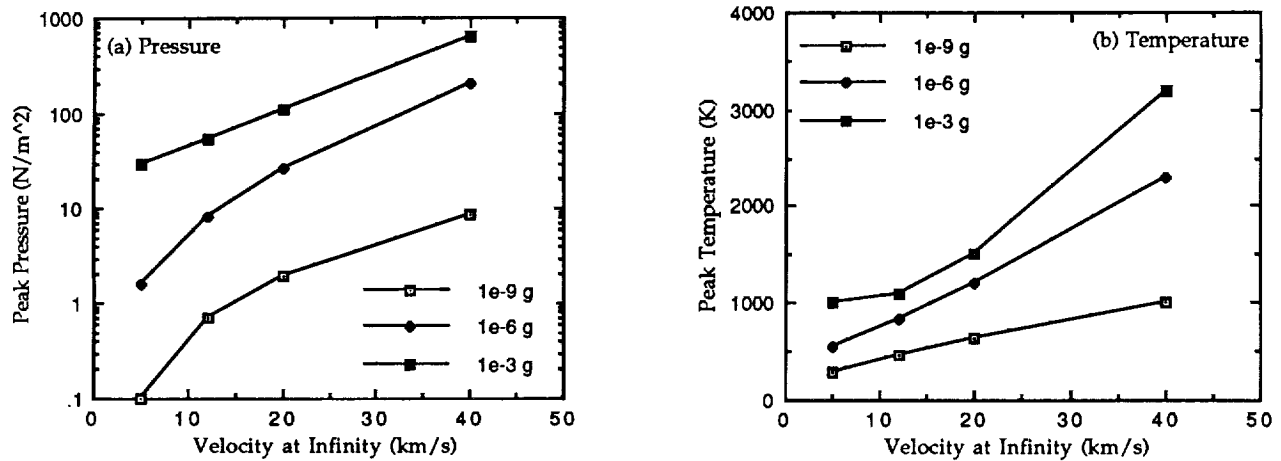 (a) Pressure
Peak Pressure (N/m^2)
1000
100
10
1
.1
1e-9 g
1e-6 g
1e-3 g
0
10
20
30
40
50
Velocity at Infinity (km/s)
(b) Temperature
Peak Temperature (K)
4000
3000
2000
1000
0
1e-9 g
1e-6 g
1e-3 g
0
10
20
30
40
50
Velocity at Infinity (km/s)